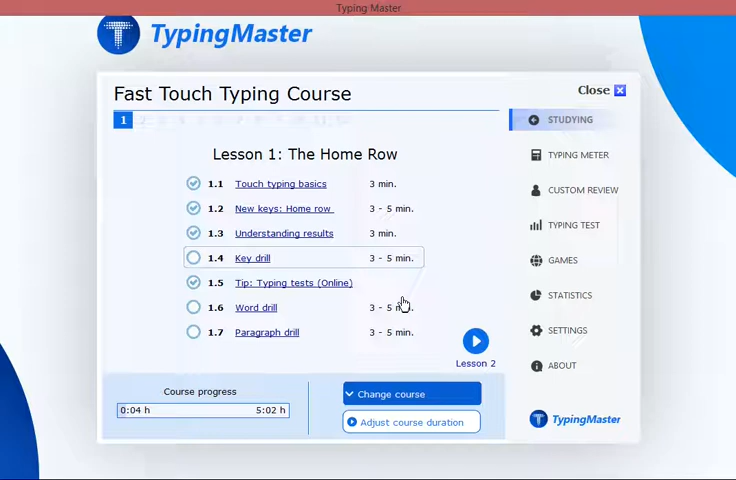 Typing Master
TypingMaster
Fast Touch Typing Course
Close
1
Lesson 1: The Home Row
1.1 Touch typing basics 3 min.
1.2 New keys: Home row 3 - 5 min.
1.3 Understanding results 3 min.
1.4 Key drill 3 - 5 min.
1.5 Tip: Typing tests (Online)
1.6 Word drill 3 - 5 min.
1.7 Paragraph drill 3 - 5 min.
Lesson 2
Course progress
0:04 h 5:02 h
Change course
Adjust course duration
STUDYING
TYPING METER
CUSTOM REVIEW
TYPING TEST
GAMES
STATISTICS
SETTINGS
ABOUT
TypingMaster